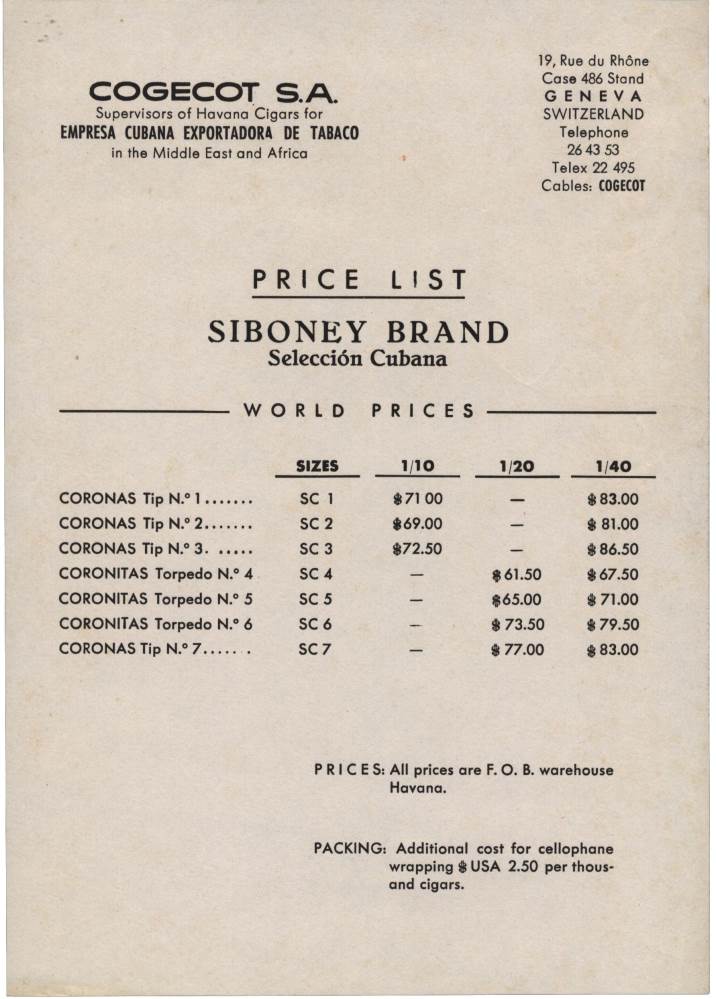 COGECOT S.A.
Supervisors of Havana Cigars for
EMPRESA CUBANA EXPORTADORA DE TABACO
in the Middle East and Africa
19, Rue du Rhône
Case 486 Stand
GENEVA
SWITZERLAND
Telephone
26 43 53
Telex 22 495
Cables: COGECOT
PRICE LIST
SIBONEY BRAND
Selección Cubana
WORLD PRICES
SIZES 1/10 1/20 1/40
CORONAS Tip N.º 1....... SC 1 $71 00 — $83.00
CORONAS Tip N.º 2....... SC 2 $69.00 — $81.00
CORONAS Tip N.º 3. ..... SC 3 $72.50 — $86.50
CORONITAS Torpedo N.º 4 SC 4 — $61.50 $67.50
CORONITAS Torpedo N.º 5 SC 5 — $65.00 $71.00
CORONITAS Torpedo N.º 6 SC 6 — $73.50 $79.50
CORONAS Tip N.º 7...... . SC 7 — $77.00 $83.00
PRICES: All prices are F. O. B. warehouse
Havana.
PACKING: Additional cost for cellophane
wrapping $ USA 2.50 per thous-
and cigars.